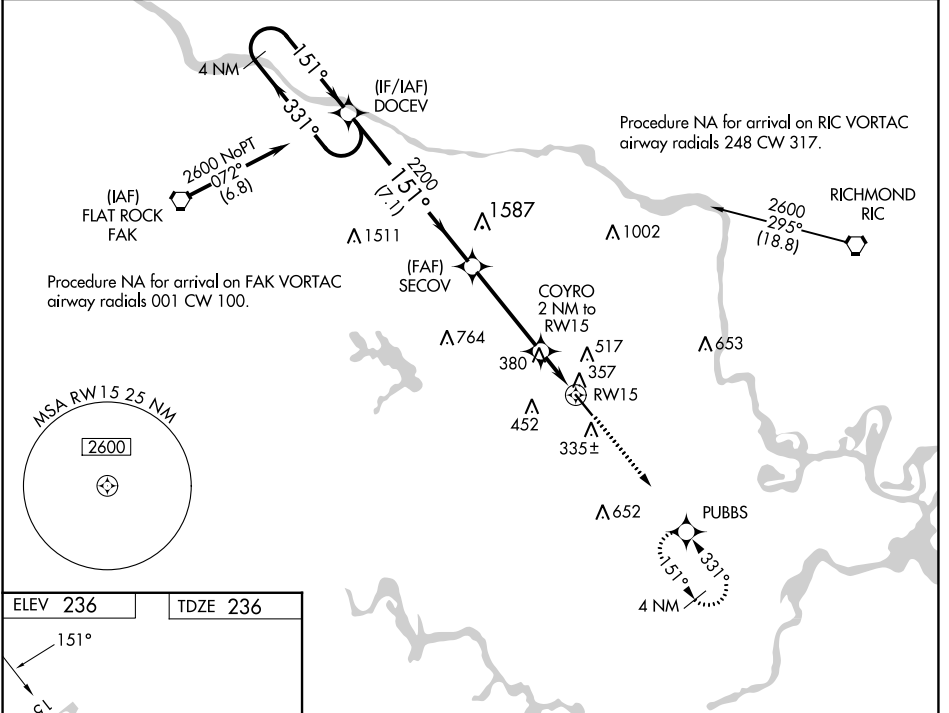 4 NM
151°
331°
(IF/IAF)
DOCEV
Procedure NA for arrival on RIC VORTAC
airway radials 248 CW 317.
2600 NoPT
072°
(6.8)
(IAF)
FLAT ROCK
FAK
2200
151°
(7.1)
RICHMOND
RIC
2600
295°
(18.8)
1587
1511
1002
Procedure NA for arrival on FAK VORTAC
airway radials 001 CW 100.
(FAF)
SECOV
COYRO
2 NM to
RW15
764
380
517
653
357
RW15
452
335±
MSA RW15 25 NM
2600
652
PUBBS
151°
331°
4 NM
ELEV 236
TDZE 236
151°
15